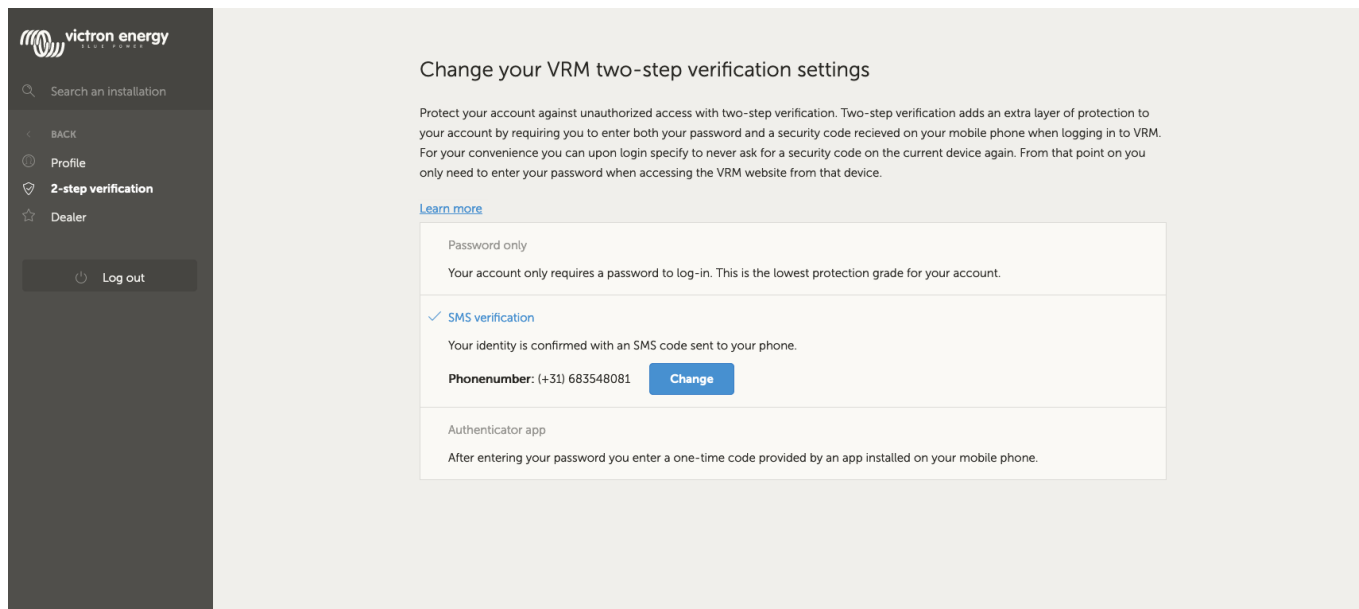 victron energy
BLUE POWER
Search an installation
BACK
Profile
2-step verification
Dealer
Log out
Change your VRM two-step verification settings
Protect your account against unauthorized access with two-step verification. Two-step verification adds an extra layer of protection to
your account by requiring you to enter both your password and a security code recieved on your mobile phone when logging in to VRM.
For your convenience you can upon login specify to never ask for a security code on the current device again. From that point on you
only need to enter your password when accessing the VRM website from that device.
Learn more
Password only
Your account only requires a password to log-in. This is the lowest protection grade for your account.
SMS verification
Your identity is confirmed with an SMS code sent to your phone.
Phonenumber: (+31) 683548081 Change
Authenticator app
After entering your password you enter a one-time code provided by an app installed on your mobile phone.